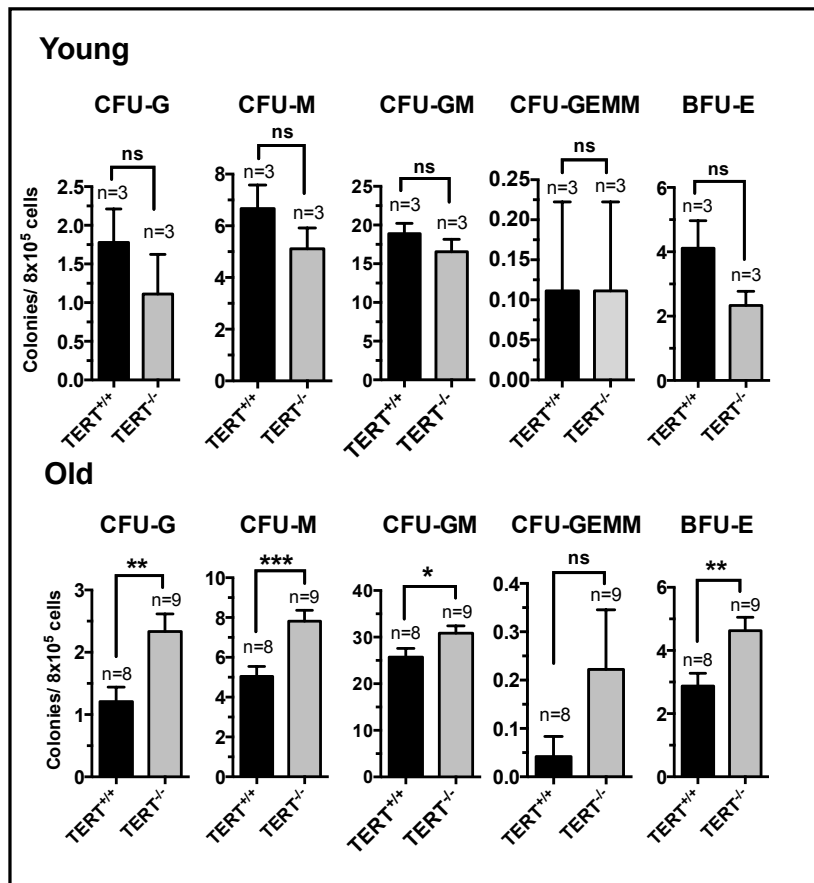 Young
CFU-G CFU-M CFU-GM CFU-GEMM BFU-E
ns ns ns ns ns
n=3 n=3 n=3 n=3 n=3 n=3 n=3 n=3 n=3 n=3
Colonies/ 8x10⁵ cells
2.5 2.0 1.5 1.0 0.5 0.0
8 6 4 2 0
25 20 15 10 5 0
0.25 0.20 0.15 0.10 0.05 0.00
6 4 2 0
TERT+/+ TERT-/- TERT+/+ TERT-/- TERT+/+ TERT-/- TERT+/+ TERT-/- TERT+/+ TERT-/-
Old
CFU-G CFU-M CFU-GM CFU-GEMM BFU-E
** *** * ns **
n=8 n=9 n=8 n=9 n=8 n=9 n=8 n=9 n=8 n=9
Colonies/ 8x10⁵ cells
3 2 1 0
10 8 6 4 2 0
40 30 20 10 0
0.4 0.3 0.2 0.1 0.0
6 4 2 0
TERT+/+ TERT-/- TERT+/+ TERT-/- TERT+/+ TERT-/- TERT+/+ TERT-/- TERT+/+ TERT-/-